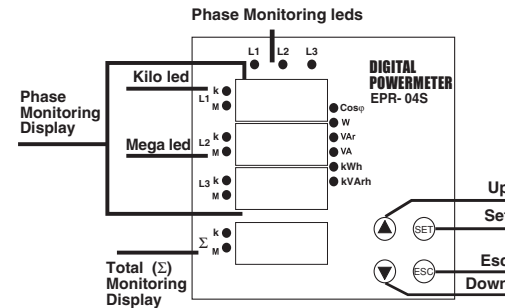 Phase Monitoring leds
L1 L2 L3
DIGITAL
POWERMETER
EPR- 04S
Kilo led
k
L1
M
Phase
Monitoring
Display
Cosφ
W
VAr
VA
kWh
kVArh
Mega led
k
L2
M
k
L3
M
Up
Set
SET
k
Σ
M
Esc
ESC
Down
Total (Σ)
Monitoring
Display